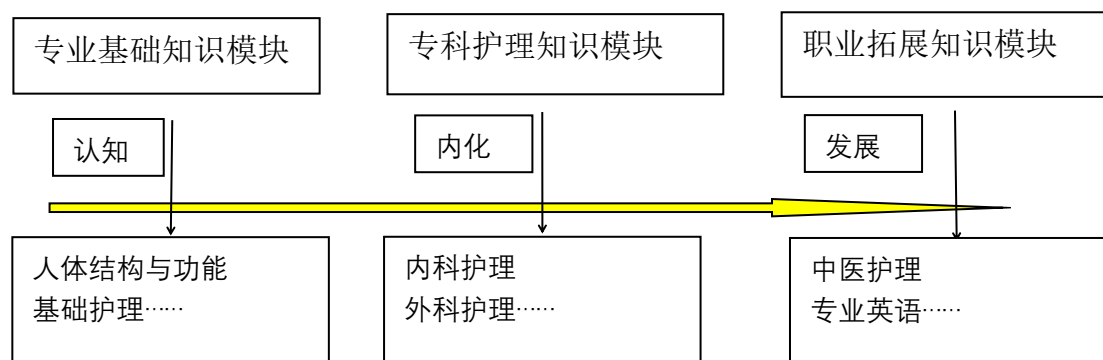 专业基础知识模块
专科护理知识模块
职业拓展知识模块
认知
内化
发展
人体结构与功能
基础护理……
内科护理
外科护理……
中医护理
专业英语……